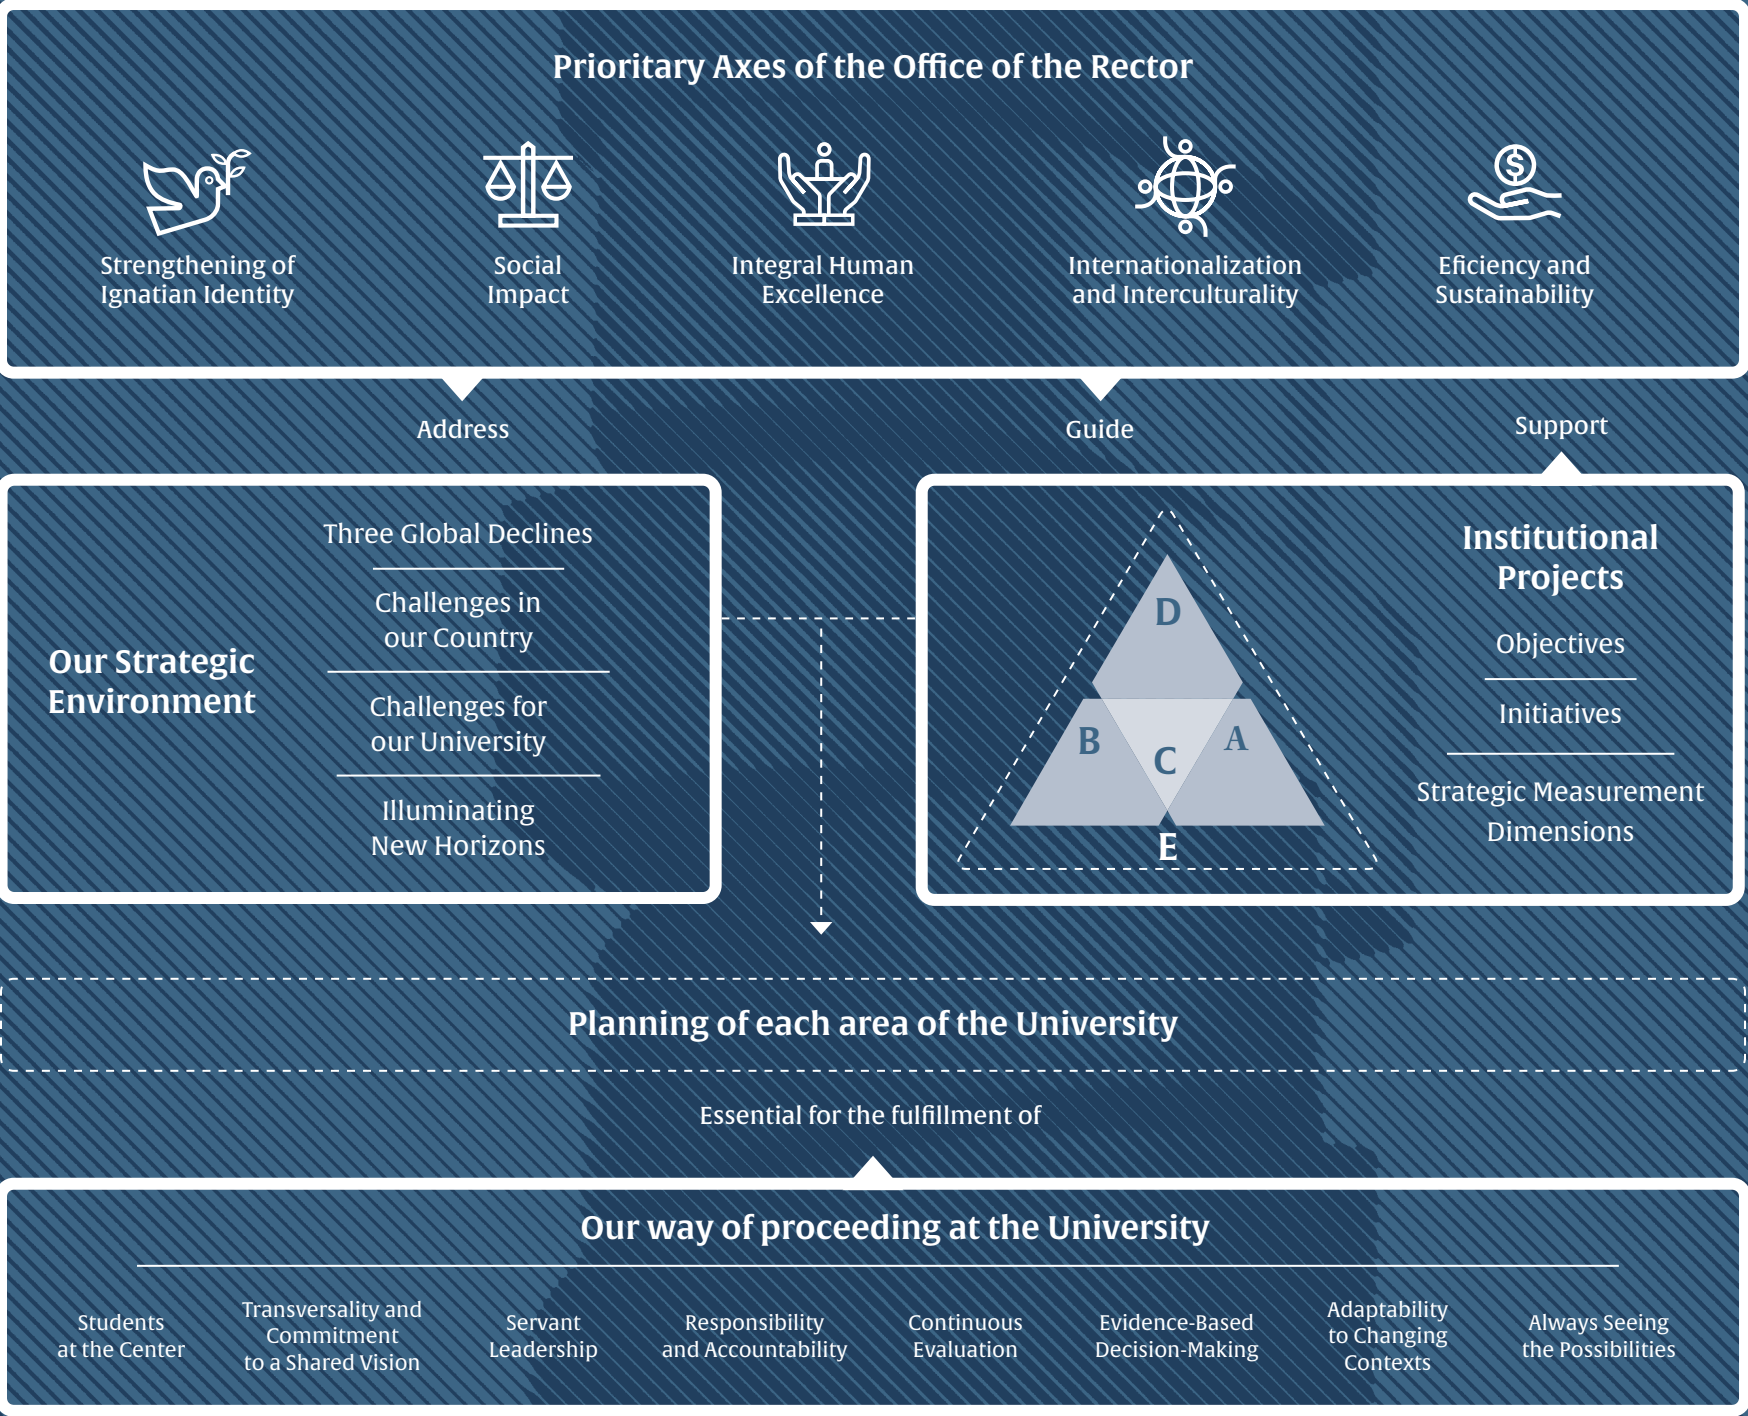 Prioritary Axes of the Office of the Rector
$
Strengthening of
Ignatian Identity
Social
Impact
Integral Human
Excellence
Internationalization
and Interculturality
Eficiency and
Sustainability
Address
Guide
Support
Our Strategic
Environment
Three Global Declines
Challenges in
our Country
Challenges for
our University
Illuminating
New Horizons
D
B
C
A
E
Institutional
Projects
Objectives
Initiatives
Strategic Measurement
Dimensions
Planning of each area of the University
Essential for the fulfillment of
Our way of proceeding at the University
Students
at the Center
Transversality and
Commitment
to a Shared Vision
Servant
Leadership
Responsibility
and Accountability
Continuous
Evaluation
Evidence-Based
Decision-Making
Adaptability
to Changing
Contexts
Always Seeing
the Possibilities